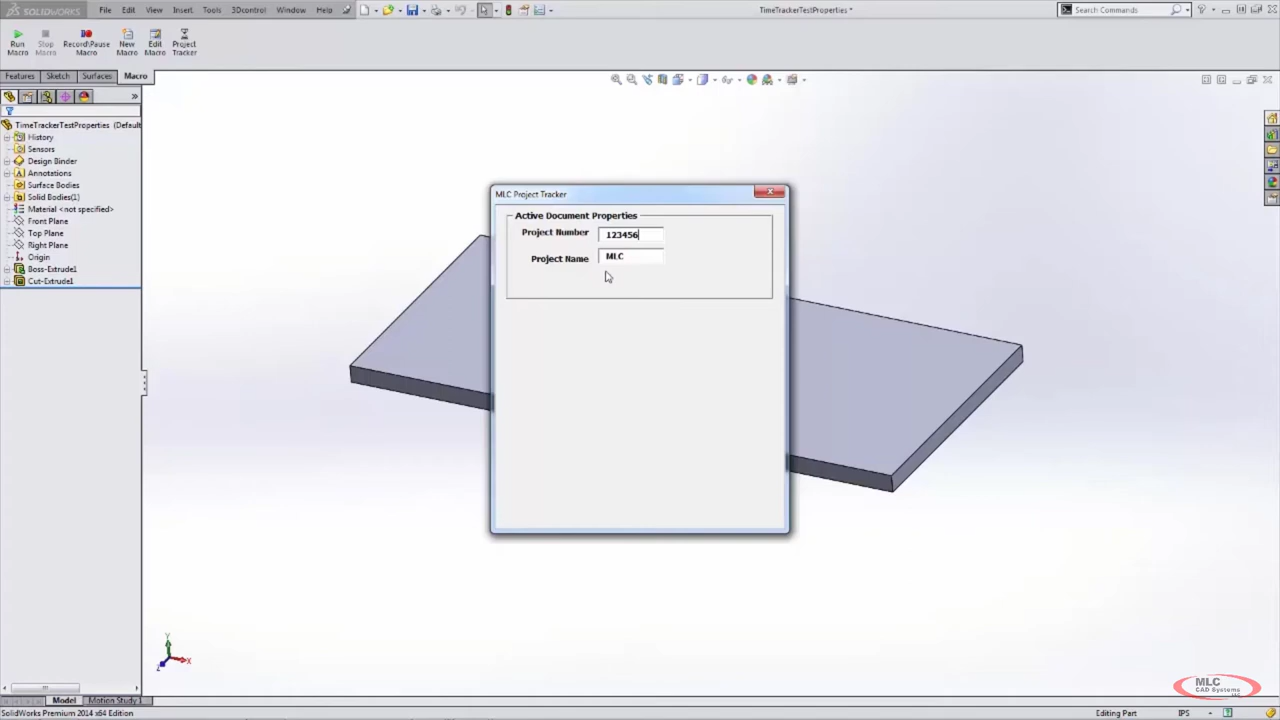 SOLIDWORKS File Edit View Insert Tools 3Dcontrol Window Help TimeTrackerTestProperties * Search Commands
Run Macro
Stop Macro
Record\Pause Macro
New Macro
Edit Macro
Project Tracker
Features Sketch Surfaces Macro
TimeTrackerTestProperties (Default
History
Sensors
Design Binder
Annotations
Surface Bodies
Solid Bodies(1)
Material <not specified>
Front Plane
Top Plane
Right Plane
Origin
Boss-Extrude1
Cut-Extrude1
MLC Project Tracker
Active Document Properties
Project Number 123456
Project Name MLC
Y
X
Z
MLC
CAD Systems
Model Motion Study 1
SolidWorks Premium 2014 x64 Edition Editing Part IPS